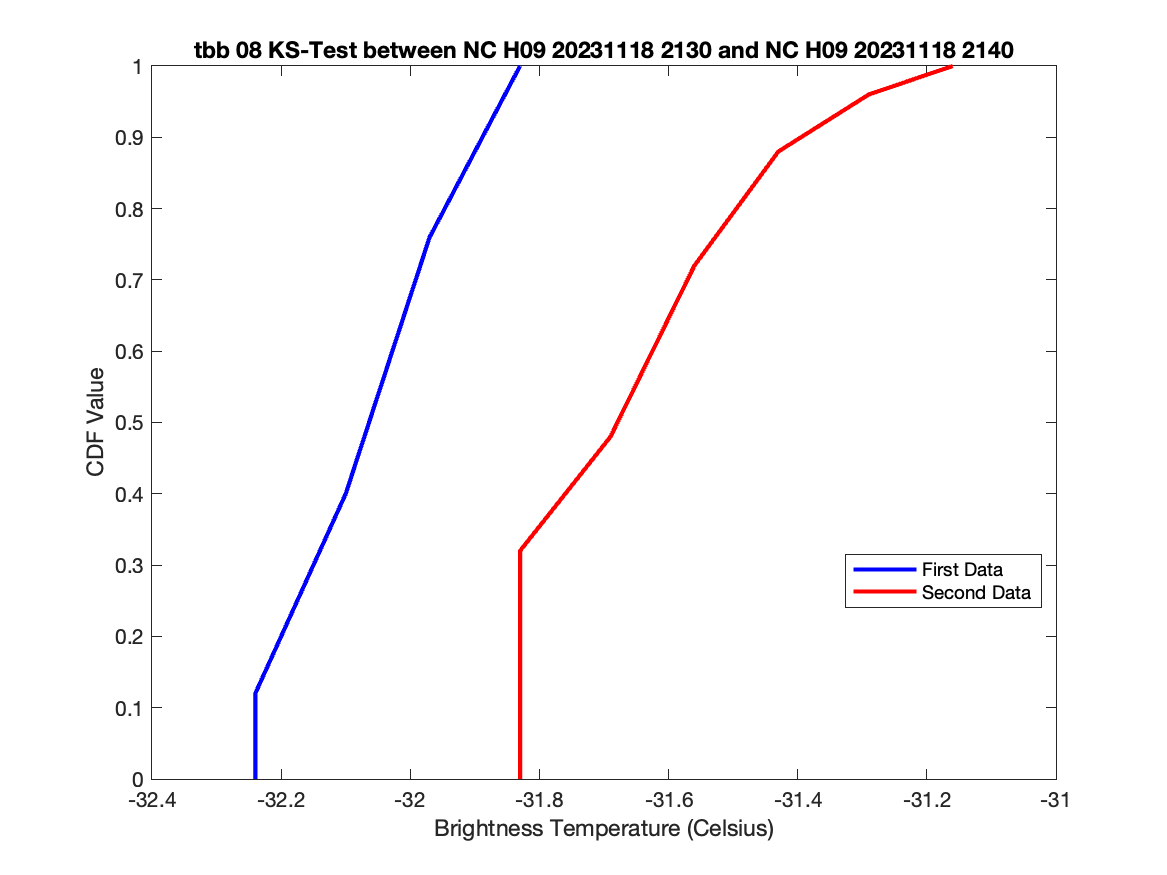 tbb 08 KS-Test between NC H09 20231118 2130 and NC H09 20231118 2140
1
0.9
0.8
0.7
0.6
0.5
0.4
0.3
0.2
0.1
0
CDF Value
First Data
Second Data
-32.4 -32.2 -32 -31.8 -31.6 -31.4 -31.2 -31
Brightness Temperature (Celsius)